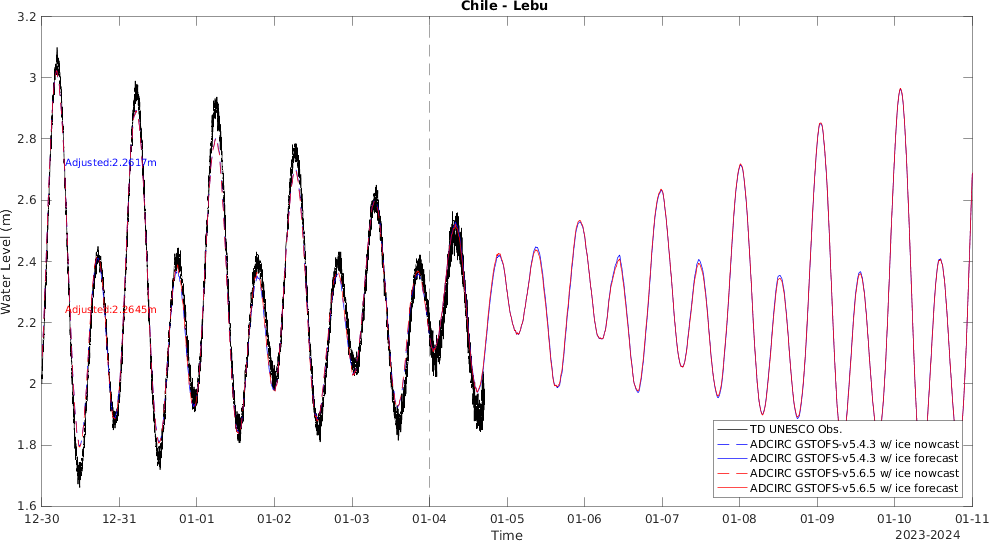 Chile - Lebu
3.2
3
2.8
2.6
2.4
2.2
2
1.8
1.6
Water Level (m)
Adjusted:2.2617m
Adjusted:2.2645m
TD UNESCO Obs.
ADCIRC GSTOFS-v5.4.3 w/ ice nowcast
ADCIRC GSTOFS-v5.4.3 w/ ice forecast
ADCIRC GSTOFS-v5.6.5 w/ ice nowcast
ADCIRC GSTOFS-v5.6.5 w/ ice forecast
12-30 12-31 01-01 01-02 01-03 01-04 01-05 01-06 01-07 01-08 01-09 01-10 01-11
Time
2023-2024